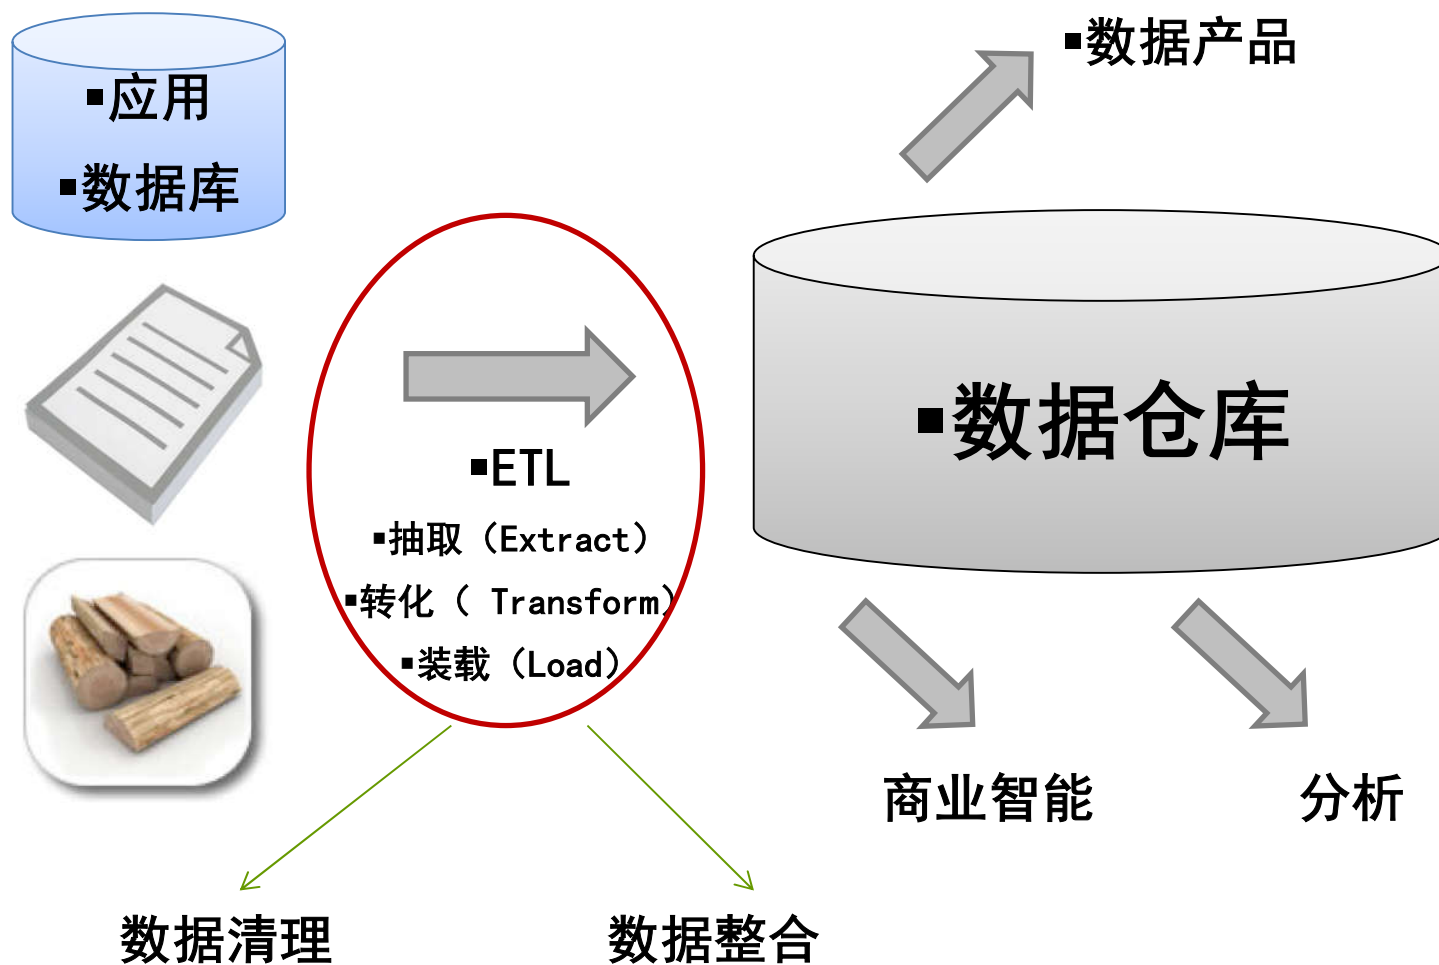 ▪应用
▪数据库
▪ETL
▪抽取（Extract）
▪转化（ Transform）
▪装载（Load）
数据清理
数据整合
▪数据产品
▪数据仓库
商业智能
分析